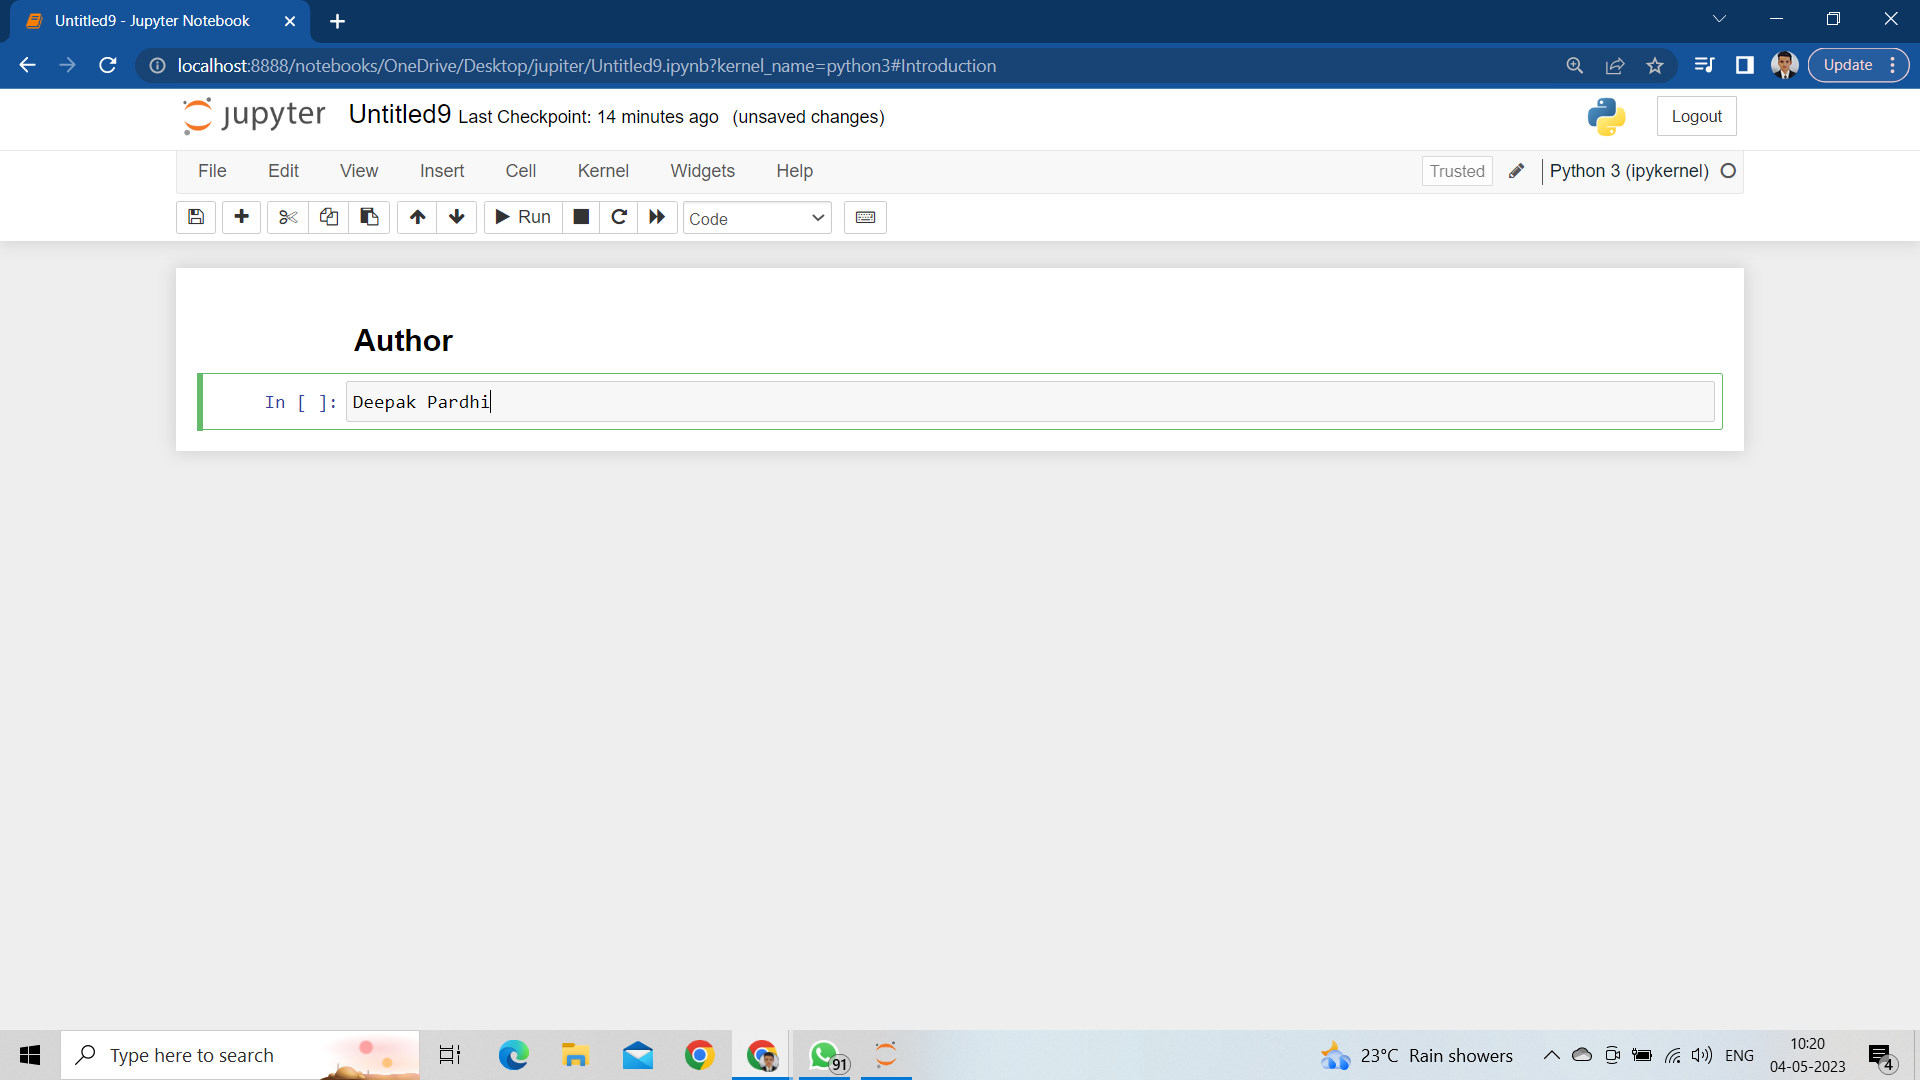 Untitled9 - Jupyter Notebook
localhost:8888/notebooks/OneDrive/Desktop/jupiter/Untitled9.ipynb?kernel_name=python3#Introduction
Update
jupyter Untitled9 Last Checkpoint: 14 minutes ago (unsaved changes)
Logout
File Edit View Insert Cell Kernel Widgets Help
Trusted
Python 3 (ipykernel)
Run
Code
Author
In [ ]: Deepak Pardhi
Type here to search
91
23°C Rain showers
ENG
10:20
04-05-2023
4